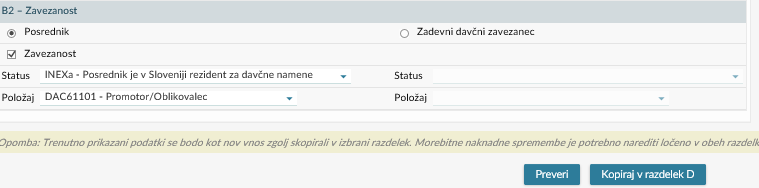 B2 – Zavezanost
Posrednik
Zadevni davčni zavezanec
Zavezanost
Status INEXa - Posrednik je v Sloveniji rezident za davčne namene
Status
Položaj DAC61101 - Promotor/Oblikovalec
Položaj
Opomba: Trenutno prikazani podatki se bodo kot nov vnos zgolj skopirali v izbrani razdelek. Morebitne naknadne spremembe je potrebno narediti ločeno v obeh
Preveri
Kopiraj v razdelek D